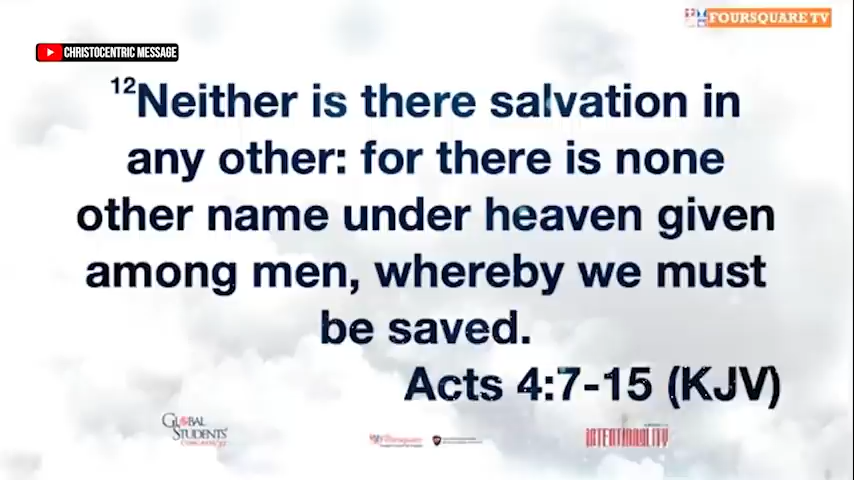 FOURSQUARE TV
CHRISTOCENTRIC MESSAGE
12Neither is there salvation in
any other: for there is none
other name under heaven given
among men, whereby we must
be saved.
Acts 4:7-15 (KJV)
GLOBAL
STUDENTS'
Foursquare
INTENTIONALITY